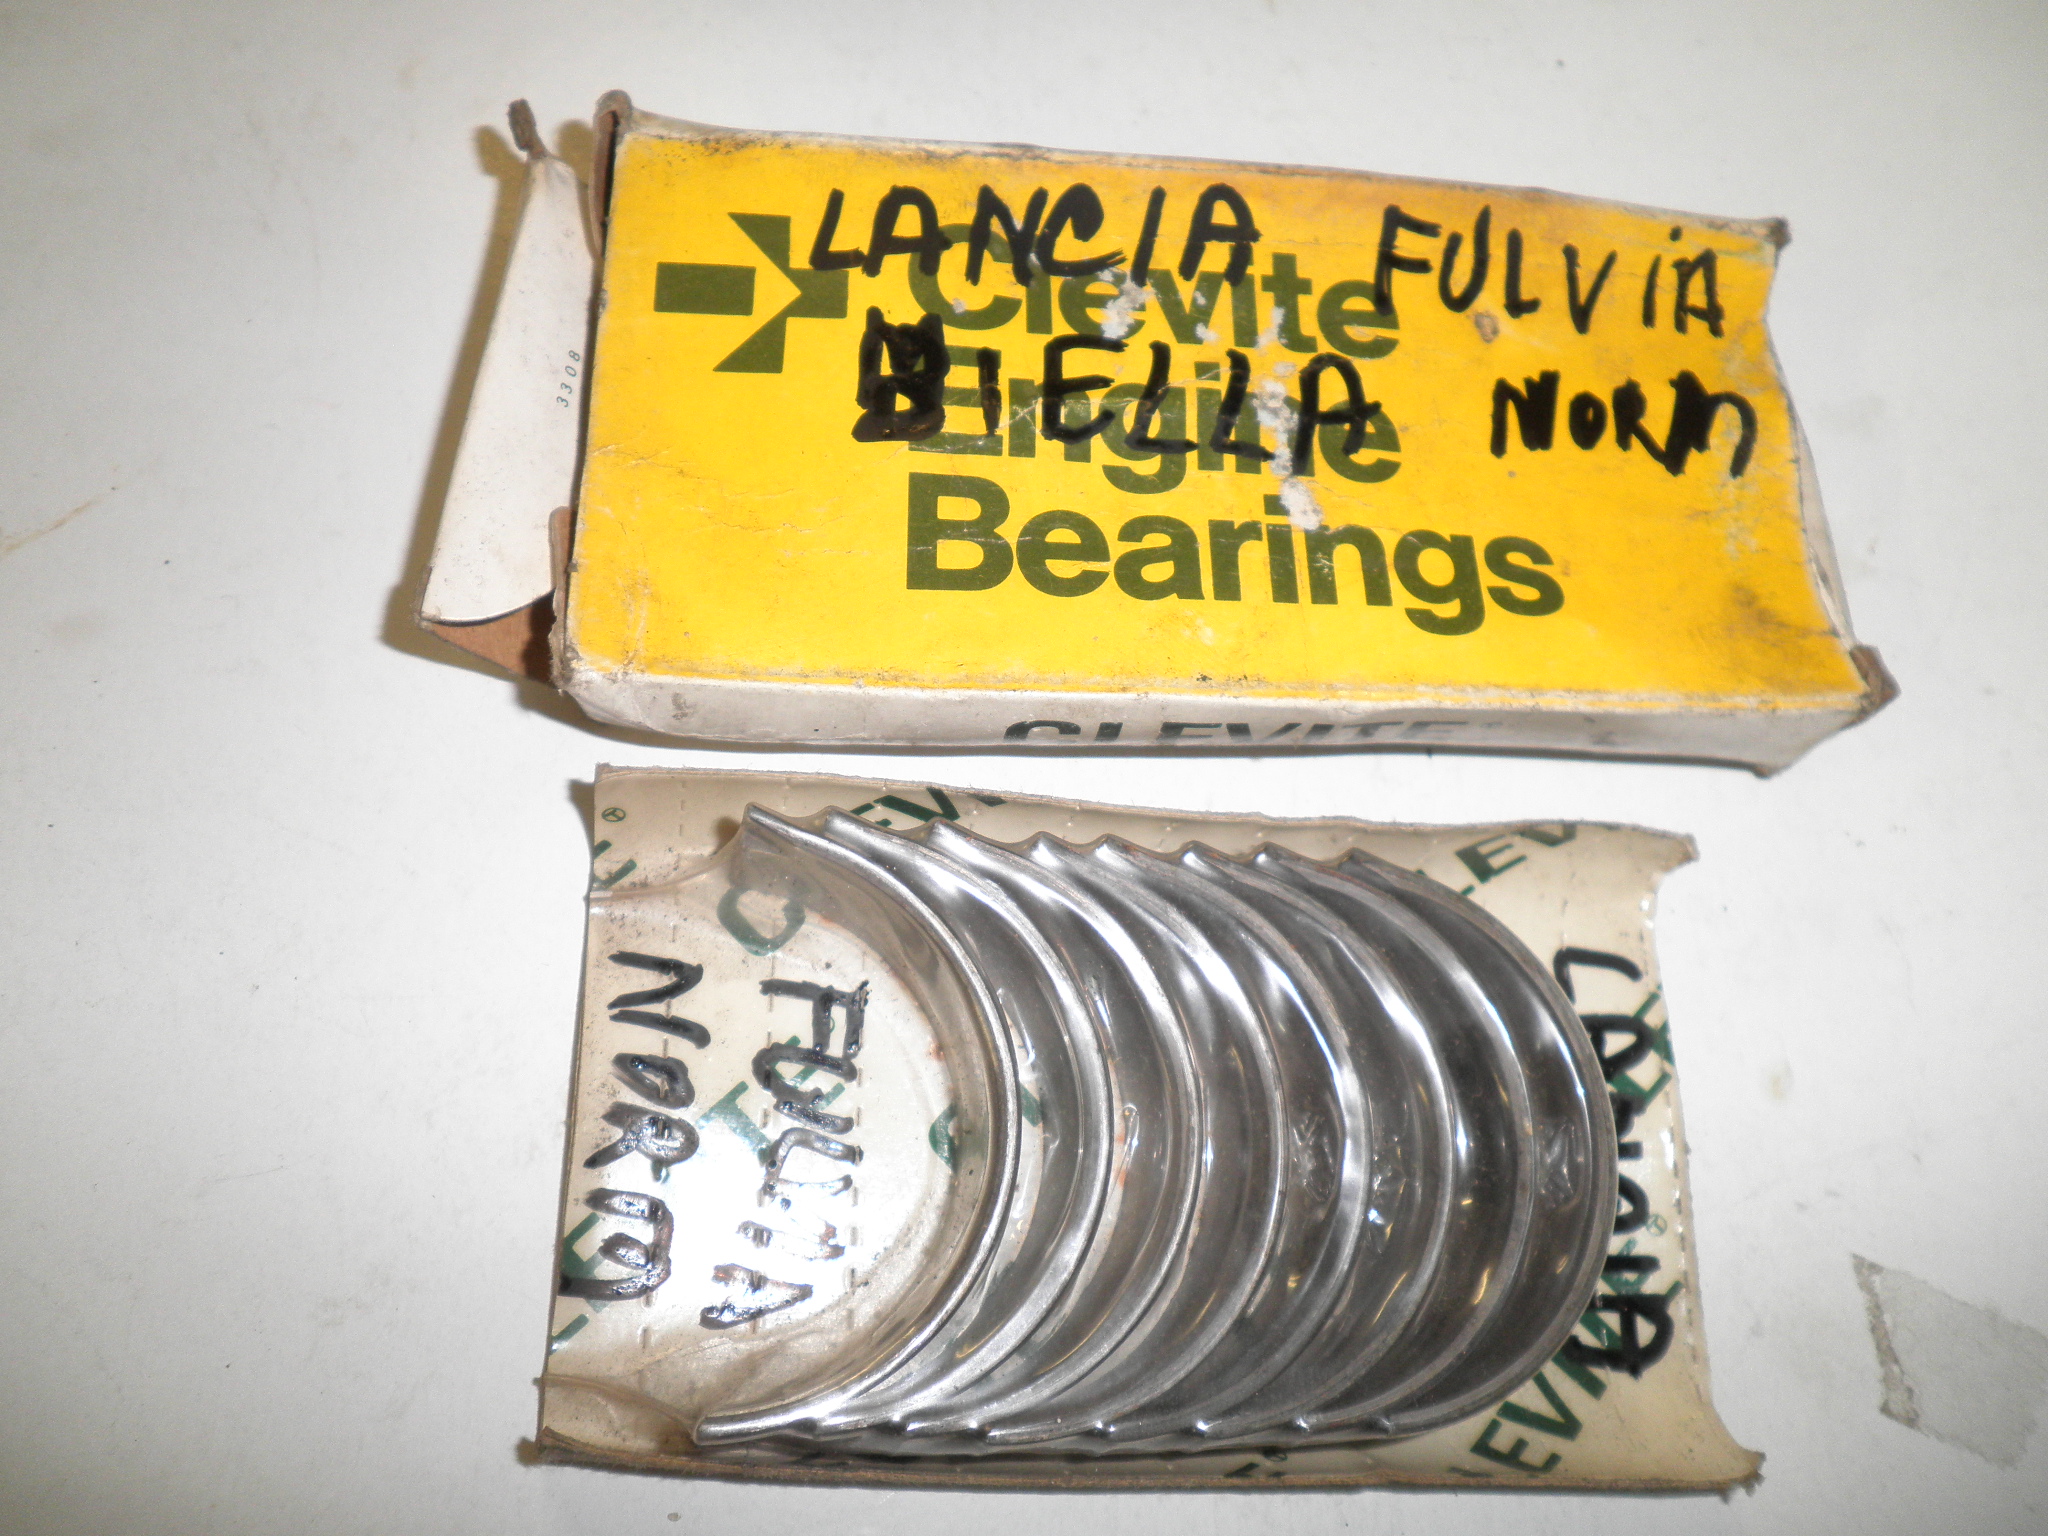 LANCIA FULVIA
BIELLA NORM
Clevite
Engine
Bearings
3308
CLEVITE
NORM
FULVIA
LANCIA